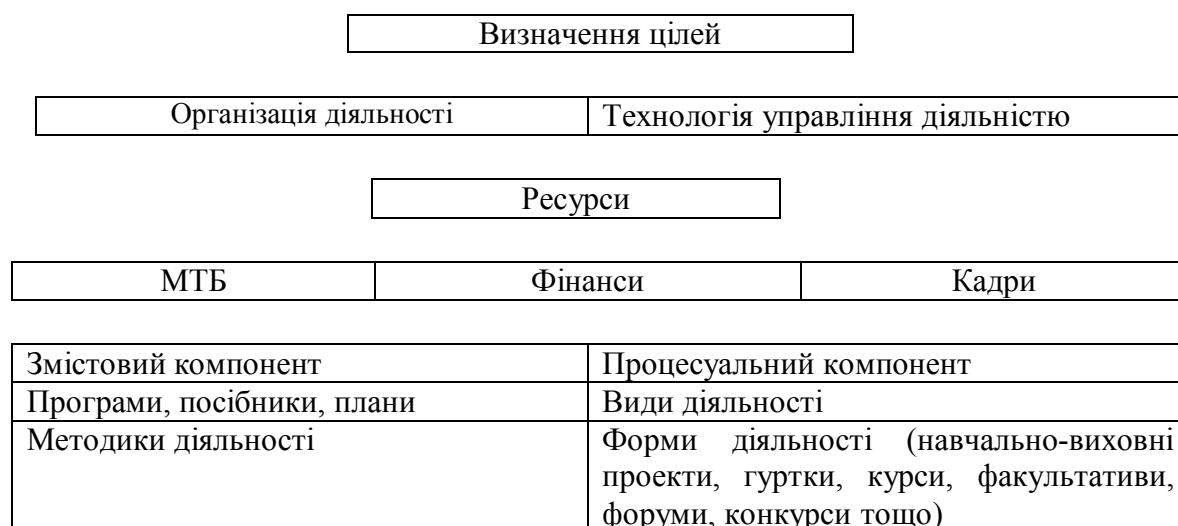 Визначення цілей
Організація діяльності Технологія управління діяльністю
Ресурси
МТБ Фінанси Кадри
Змістовий компонент Процесуальний компонент
Програми, посібники, плани Види діяльності
Методики діяльності Форми діяльності (навчально-виховні
проекти, гуртки, курси, факультативи,
форуми, конкурси тощо)